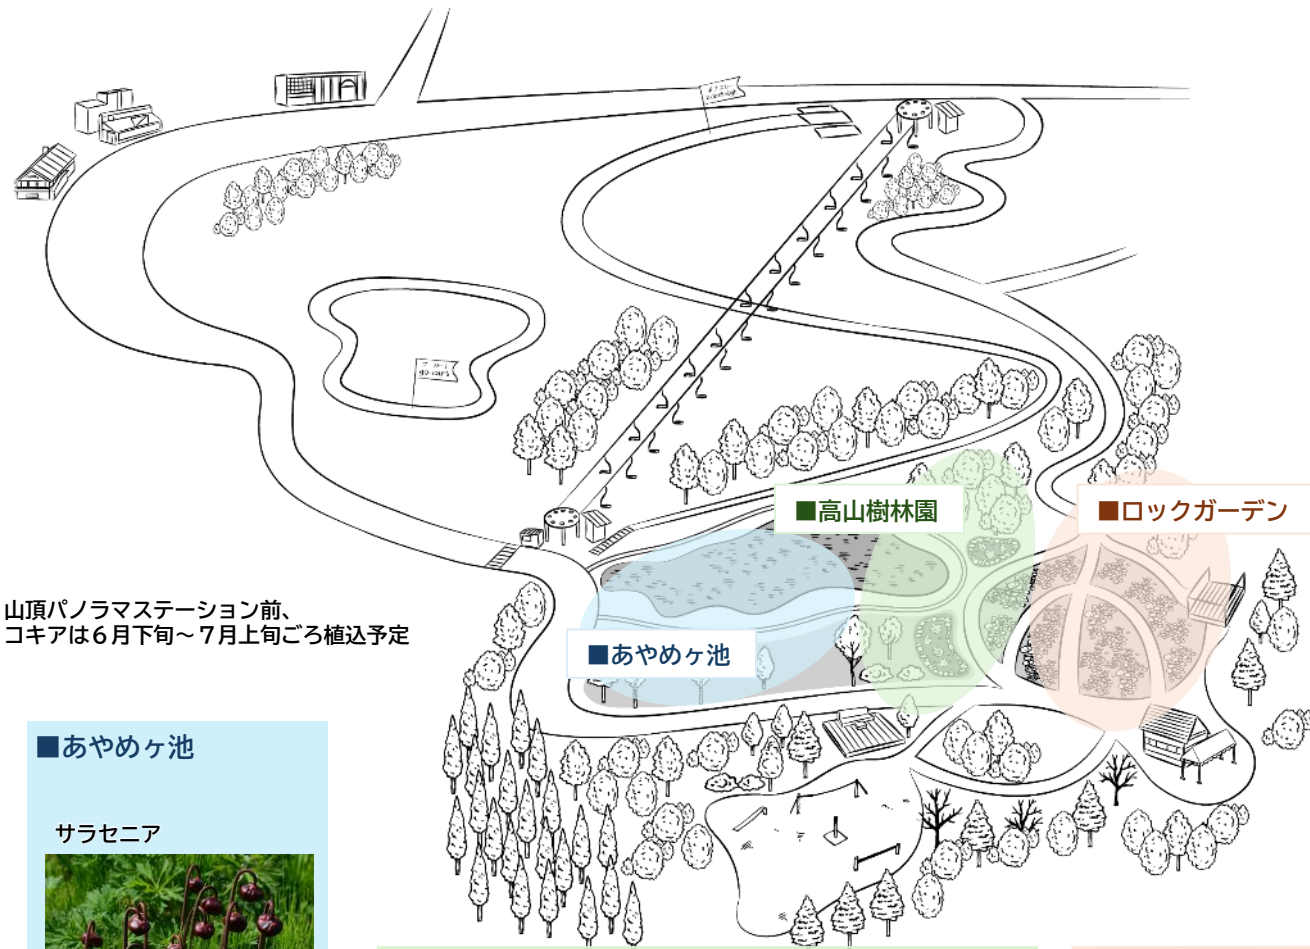 ■高山樹林園
■ロックガーデン
山頂パノラマステーション前、
コキアは６月下旬～７月上旬ごろ植込予定
■あやめヶ池
■あやめヶ池
サラセニア